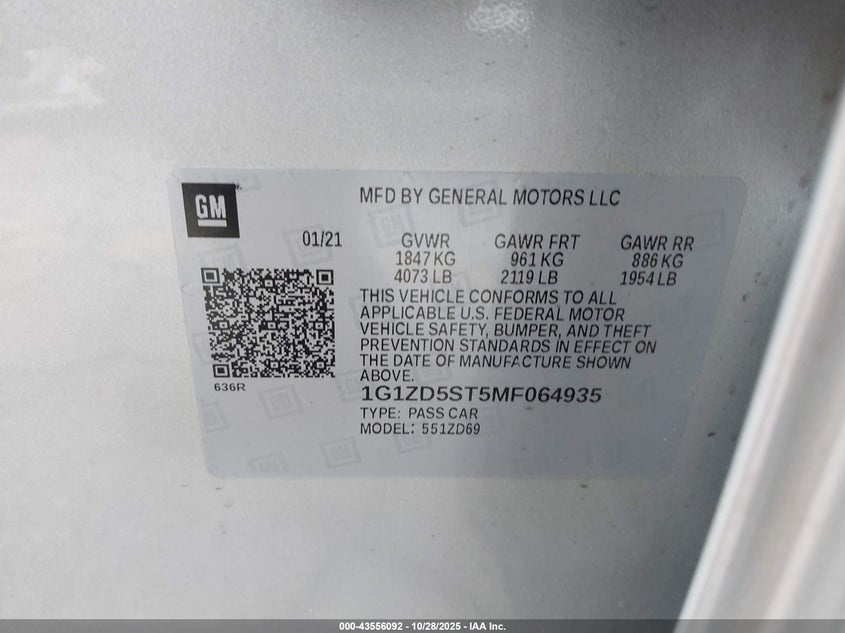 GM
MFD BY GENERAL MOTORS LLC
01/21
GVWR GAWR FRT GAWR RR
1847 KG 961 KG 886 KG
4073 LB 2119 LB 1954 LB
THIS VEHICLE CONFORMS TO ALL
APPLICABLE U.S. FEDERAL MOTOR
VEHICLE SAFETY, BUMPER, AND THEFT
PREVENTION STANDARDS IN EFFECT ON
THE DATE OF MANUFACTURE SHOWN
ABOVE.
636R
1G1ZD5ST5MF064935
TYPE: PASS CAR
MODEL: 551ZD69
000-43556092 - 10/28/2025 - IAA Inc.